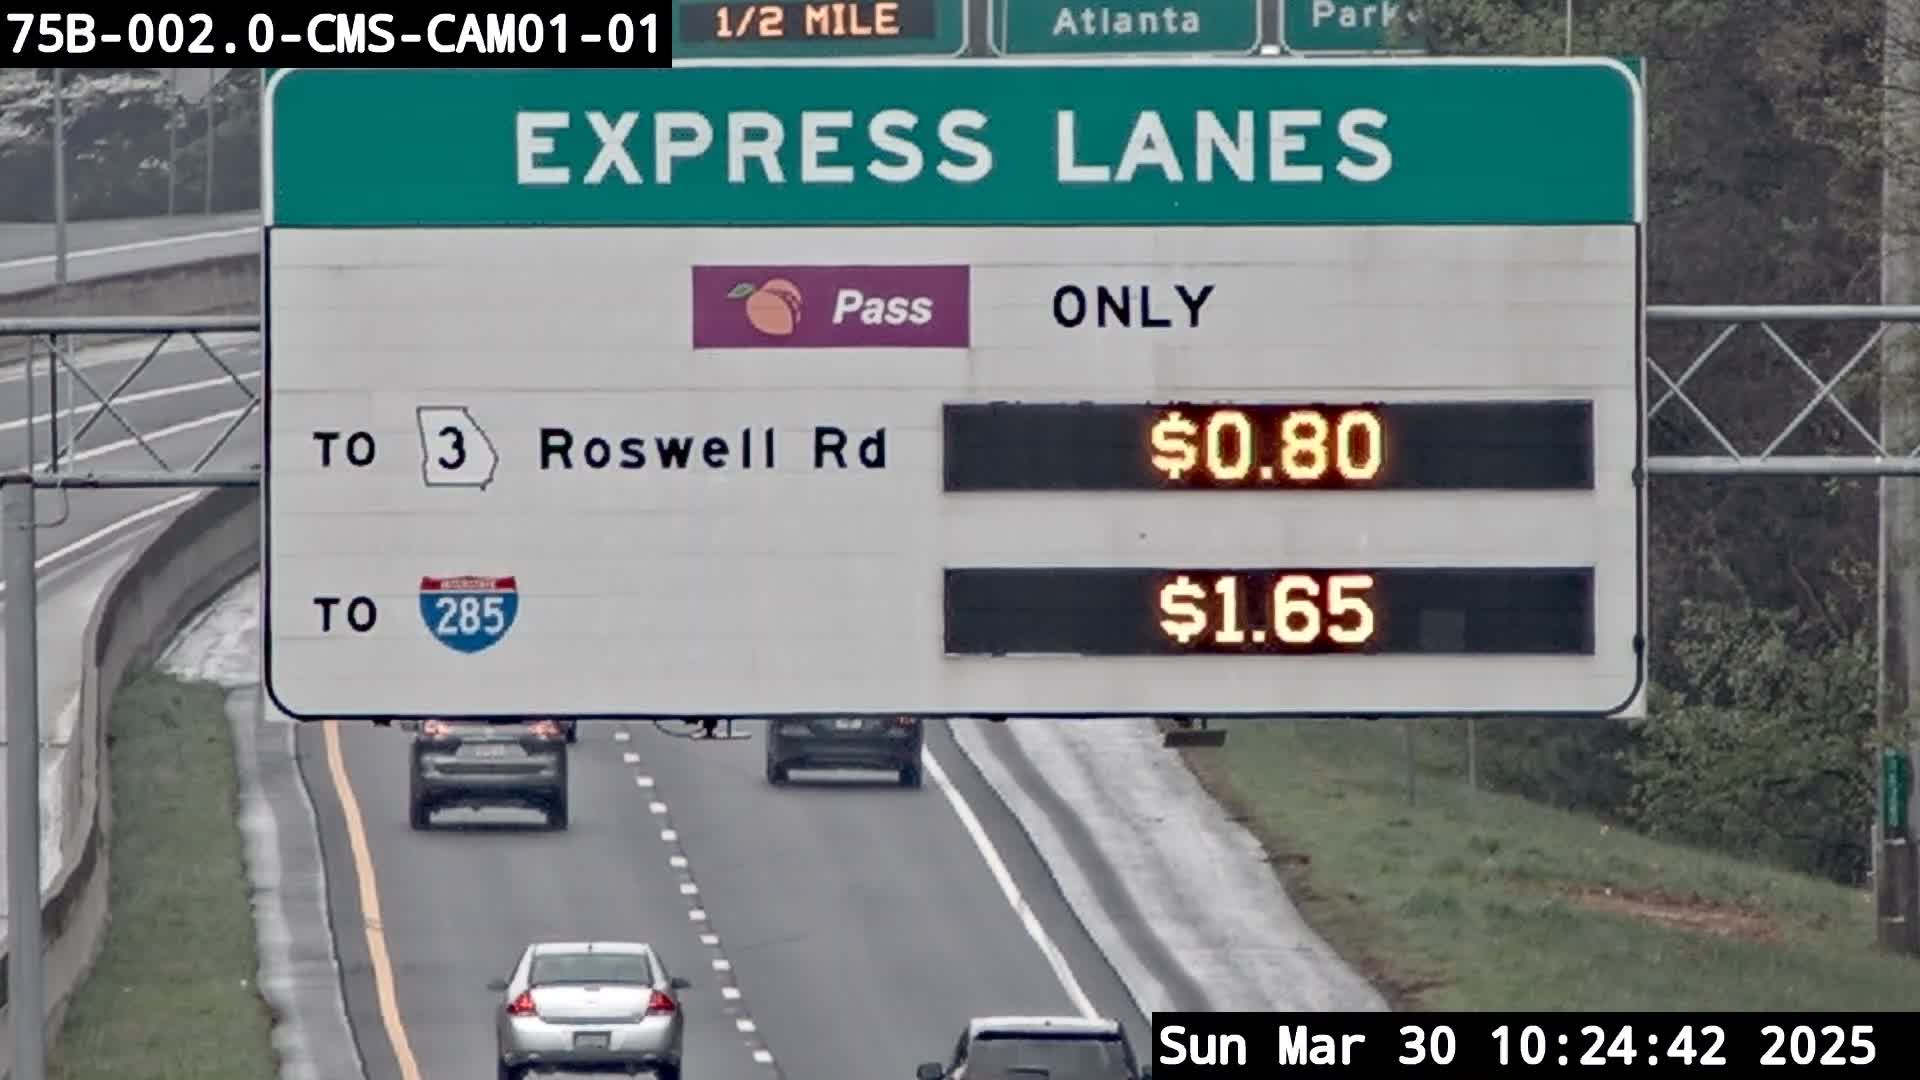 75B-002.0-CMS-CAM01-01
1/2 MILE
Atlanta
Park
EXPRESS LANES
Pass ONLY
TO 3 Roswell Rd $0.80
TO 285 $1.65
Sun Mar 30 10:24:42 2025